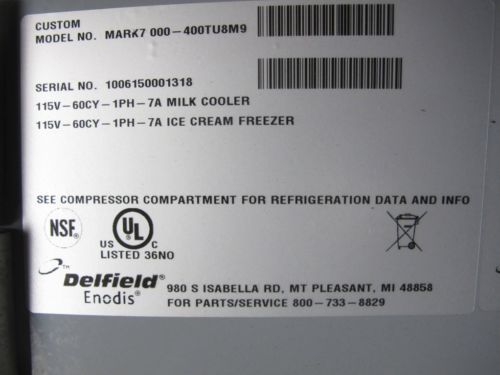 CUSTOM
MODEL NO. MARK7 000-400TU8M9
SERIAL NO. 1006150001318
115V-60CY-1PH-7A MILK COOLER
115V-60CY-1PH-7A ICE CREAM FREEZER
SEE COMPRESSOR COMPARTMENT FOR REFRIGERATION DATA AND INFO
NSF®
UL®
US C
LISTED 36N0
™
Delfield®
Enodis®
980 S ISABELLA RD, MT PLEASANT, MI 48858
FOR PARTS/SERVICE 800-733-8829